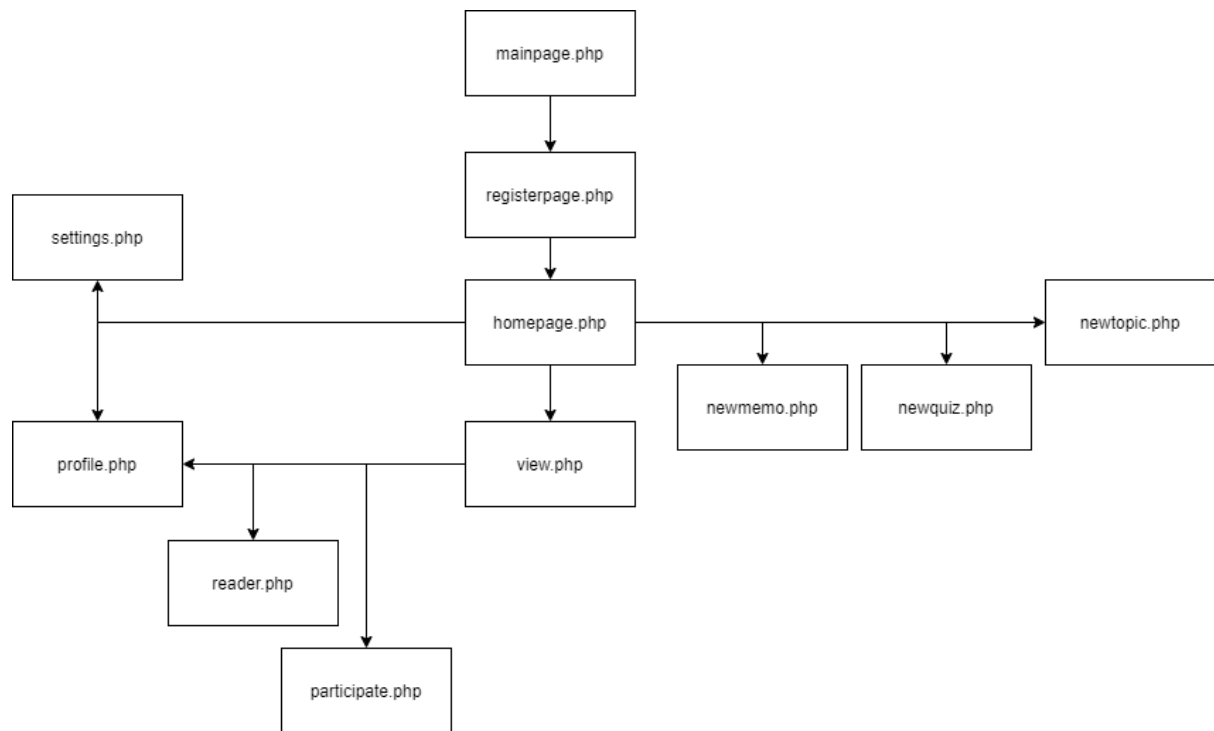 mainpage.php
registerpage.php
settings.php
homepage.php
newtopic.php
newmemo.php
newquiz.php
profile.php
view.php
reader.php
participate.php